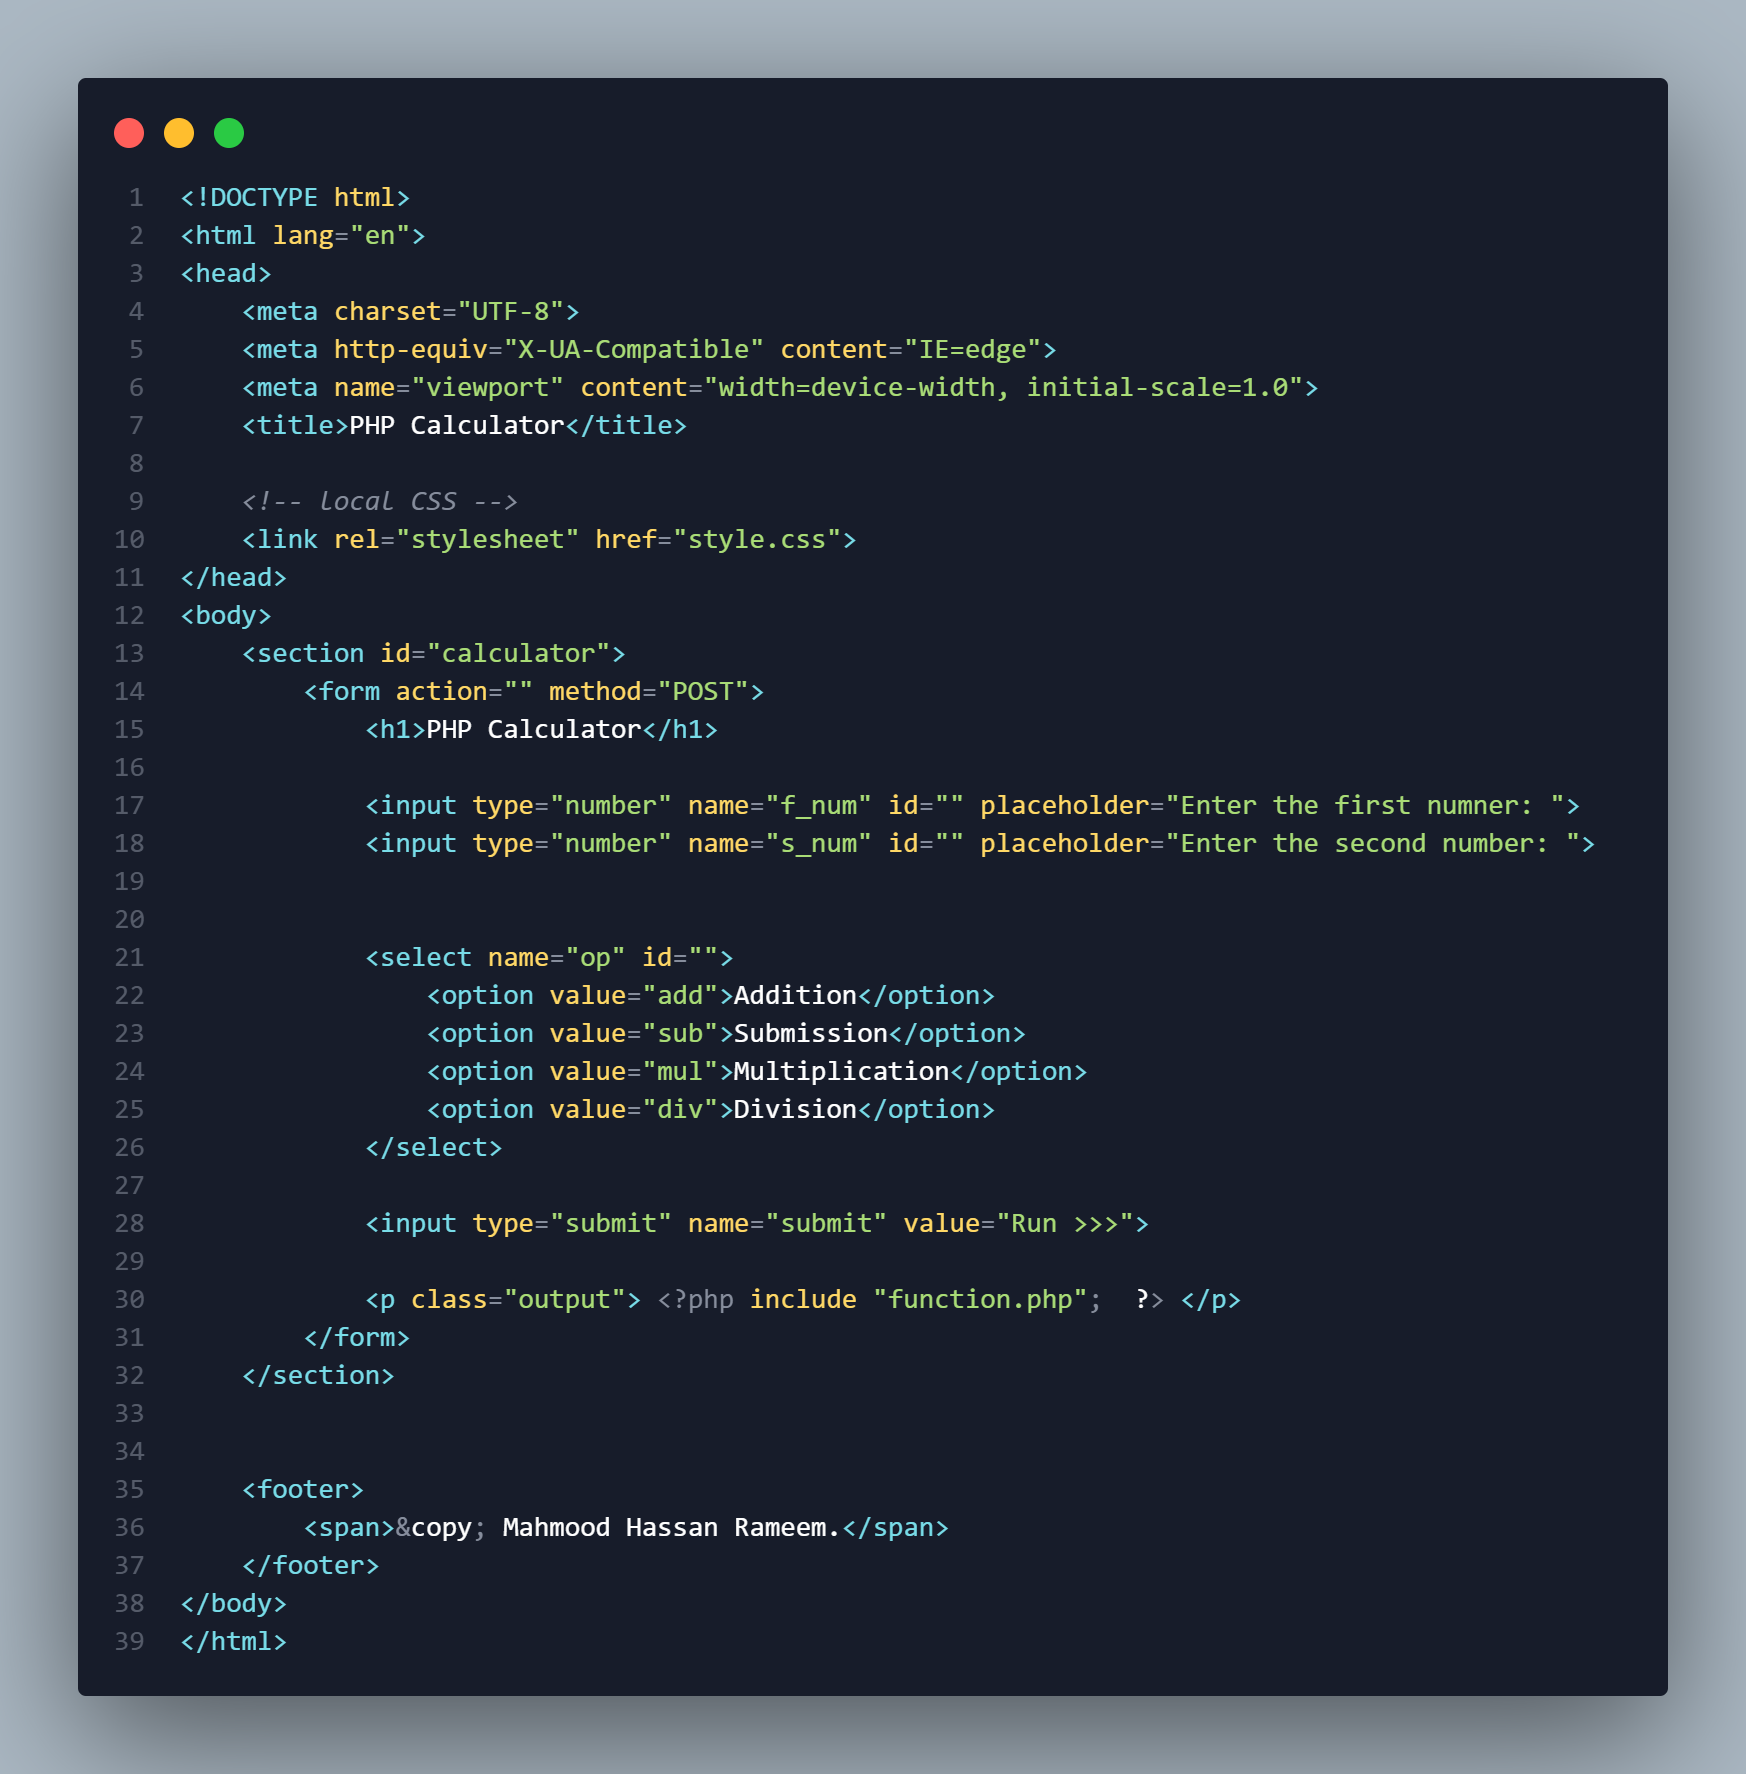 1 <!DOCTYPE html>
2 <html lang="en">
3 <head>
4     <meta charset="UTF-8">
5     <meta http-equiv="X-UA-Compatible" content="IE=edge">
6     <meta name="viewport" content="width=device-width, initial-scale=1.0">
7     <title>PHP Calculator</title>
8
9     <!-- local CSS -->
10     <link rel="stylesheet" href="style.css">
11 </head>
12 <body>
13     <section id="calculator">
14         <form action="" method="POST">
15             <h1>PHP Calculator</h1>
16
17             <input type="number" name="f_num" id="" placeholder="Enter the first numner: ">
18             <input type="number" name="s_num" id="" placeholder="Enter the second number: ">
19
20
21             <select name="op" id="">
22                 <option value="add">Addition</option>
23                 <option value="sub">Submission</option>
24                 <option value="mul">Multiplication</option>
25                 <option value="div">Division</option>
26             </select>
27
28             <input type="submit" name="submit" value="Run >>>">
29
30             <p class="output"> <?php include "function.php";  ?> </p>
31         </form>
32     </section>
33
34
35     <footer>
36         <span>&copy; Mahmood Hassan Rameem.</span>
37     </footer>
38 </body>
39 </html>